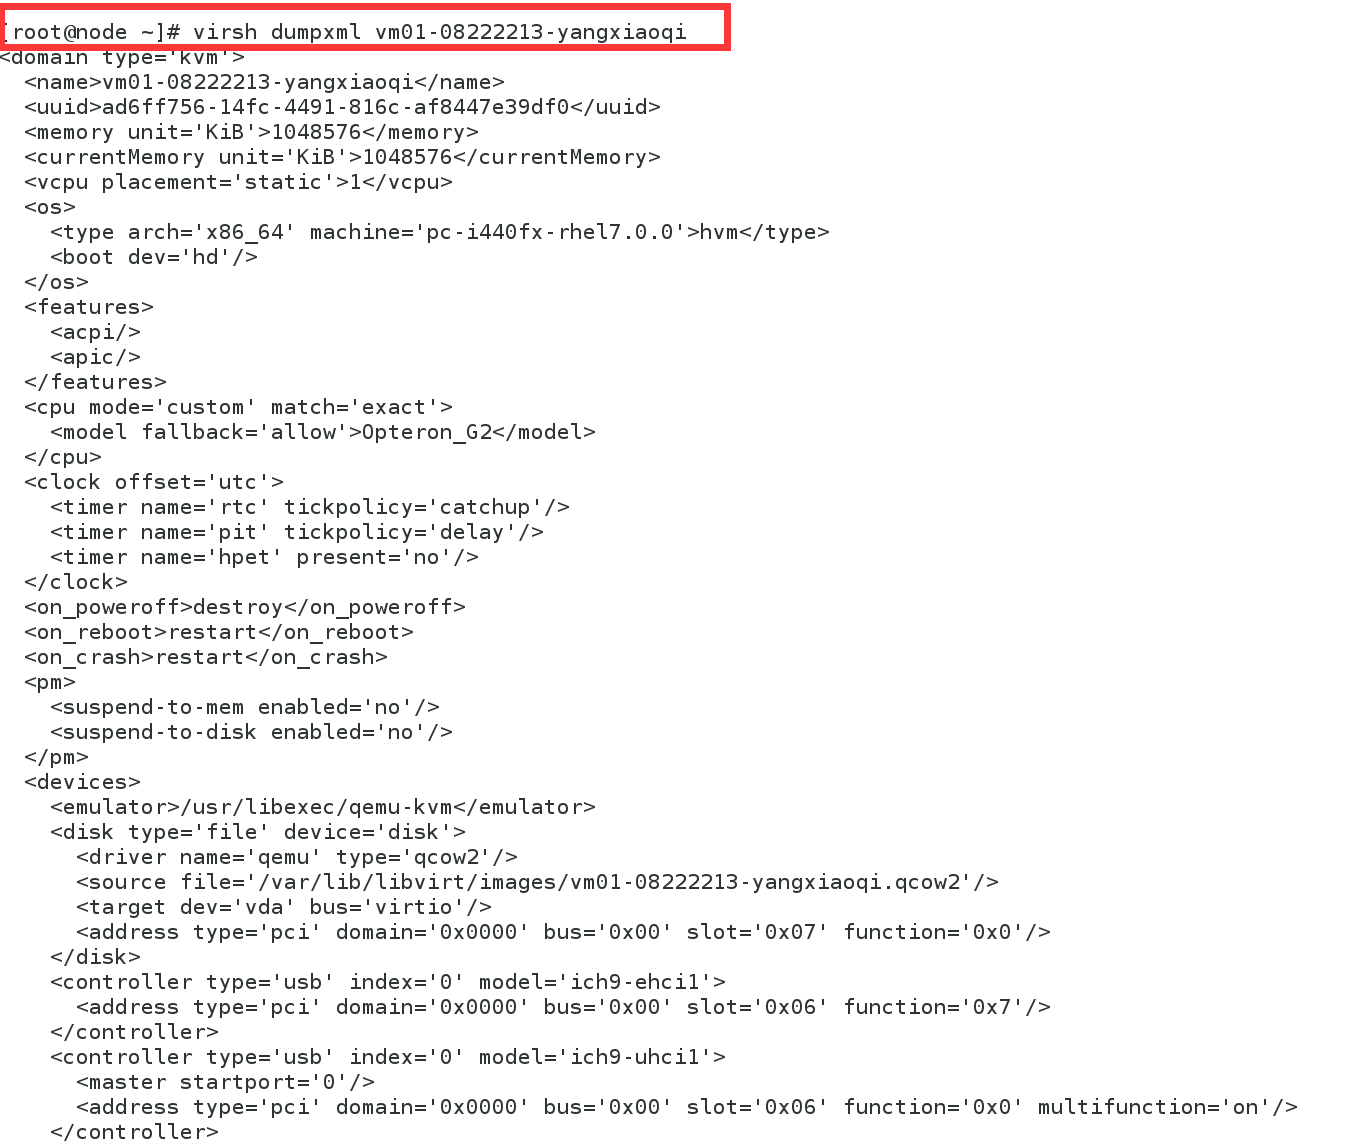 [root@node ~]# virsh dumpxml vm01-08222213-yangxiaoqi
<domain type='kvm'>
  <name>vm01-08222213-yangxiaoqi</name>
  <uuid>ad6ff756-14fc-4491-816c-af8447e39df0</uuid>
  <memory unit='KiB'>1048576</memory>
  <currentMemory unit='KiB'>1048576</currentMemory>
  <vcpu placement='static'>1</vcpu>
  <os>
    <type arch='x86_64' machine='pc-i440fx-rhel7.0.0'>hvm</type>
    <boot dev='hd'/>
  </os>
  <features>
    <acpi/>
    <apic/>
  </features>
  <cpu mode='custom' match='exact'>
    <model fallback='allow'>Opteron_G2</model>
  </cpu>
  <clock offset='utc'>
    <timer name='rtc' tickpolicy='catchup'/>
    <timer name='pit' tickpolicy='delay'/>
    <timer name='hpet' present='no'/>
  </clock>
  <on_poweroff>destroy</on_poweroff>
  <on_reboot>restart</on_reboot>
  <on_crash>restart</on_crash>
  <pm>
    <suspend-to-mem enabled='no'/>
    <suspend-to-disk enabled='no'/>
  </pm>
  <devices>
    <emulator>/usr/libexec/qemu-kvm</emulator>
    <disk type='file' device='disk'>
      <driver name='qemu' type='qcow2'/>
      <source file='/var/lib/libvirt/images/vm01-08222213-yangxiaoqi.qcow2'/>
      <target dev='vda' bus='virtio'/>
      <address type='pci' domain='0x0000' bus='0x00' slot='0x07' function='0x0'/>
    </disk>
    <controller type='usb' index='0' model='ich9-ehci1'>
      <address type='pci' domain='0x0000' bus='0x00' slot='0x06' function='0x7'/>
    </controller>
    <controller type='usb' index='0' model='ich9-uhci1'>
      <master startport='0'/>
      <address type='pci' domain='0x0000' bus='0x00' slot='0x06' function='0x0' multifunction='on'/>
    </controller>